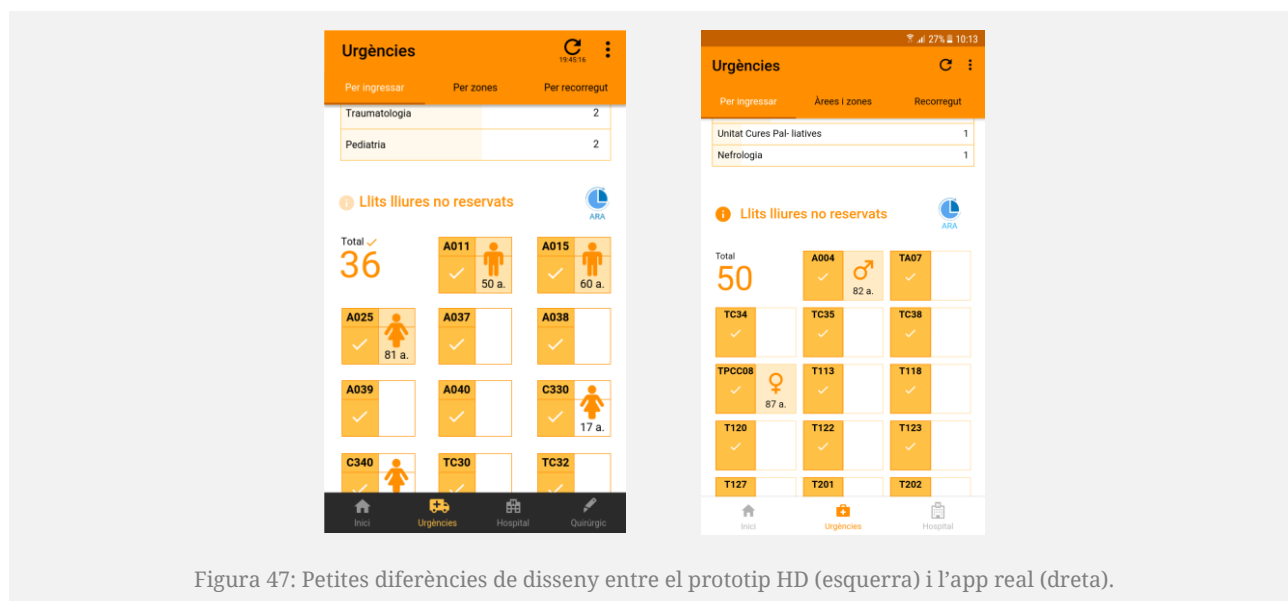 Urgències
19:45:16
Per ingressar Per zones Per recorregut
Traumatologia 2
Pediatria 2
Llits lliures no reservats
ARA
Total
36
A011
50 a.
A015
60 a.
A025
81 a.
A037
A038
A039
A040
C330
17 a.
C340
TC30
TC32
Inici Urgències Hospital Quirúrgic
27% 10:13
Urgències
Per ingressar Àrees i zones Recorregut
Unitat Cures Pal- liatives 1
Nefrologia 1
Llits lliures no reservats
ARA
Total
50
A004
82 a.
TA07
TC34
TC35
TC38
TPCC08
87 a.
T113
T118
T120
T122
T123
T127
T201
T202
Inici Urgències Hospital
Figura 47: Petites diferències de disseny entre el prototip HD (esquerra) i l’app real (dreta).